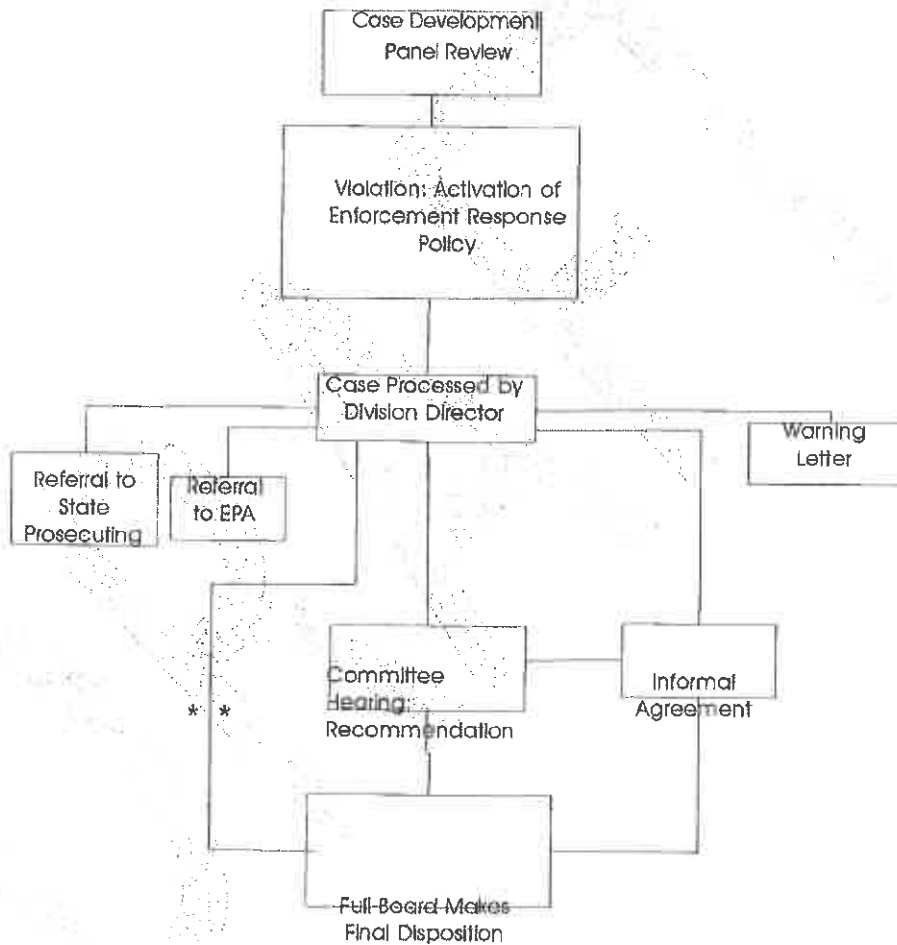 Case Development
Panel Review
Violation: Activation of
Enforcement Response
Policy
Case Processed by
Division Director
Warning
Letter
Referral to
State
Prosecuting
Referral
to EPA
* *
Committee
Hearing:
Recommendation
Informal
Agreement
Full-Board Makes
Final Disposition